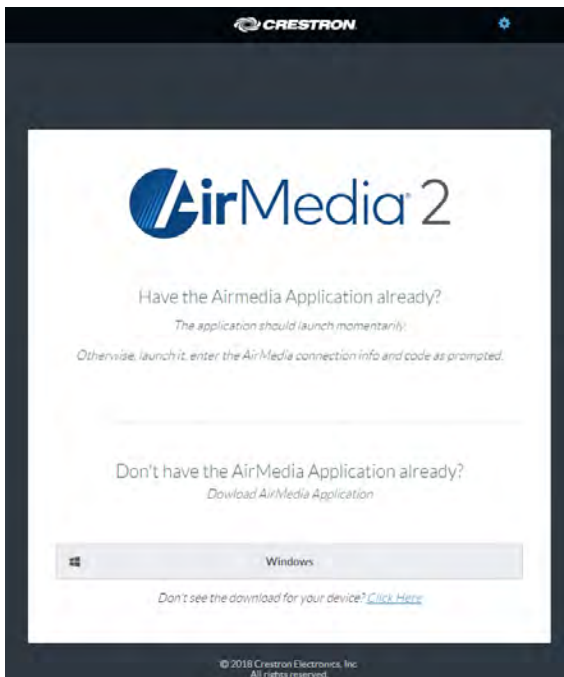 CRESTRON
AirMedia® 2
Have the Airmedia Application already?
The application should launch momentarily.
Otherwise, launch it, enter the AirMedia connection info and code as prompted.
Don't have the AirMedia Application already?
Dowload AirMedia Application
Windows
Don't see the download for your device? Click Here
© 2018 Crestron Electronics, Inc
All rights reserved.